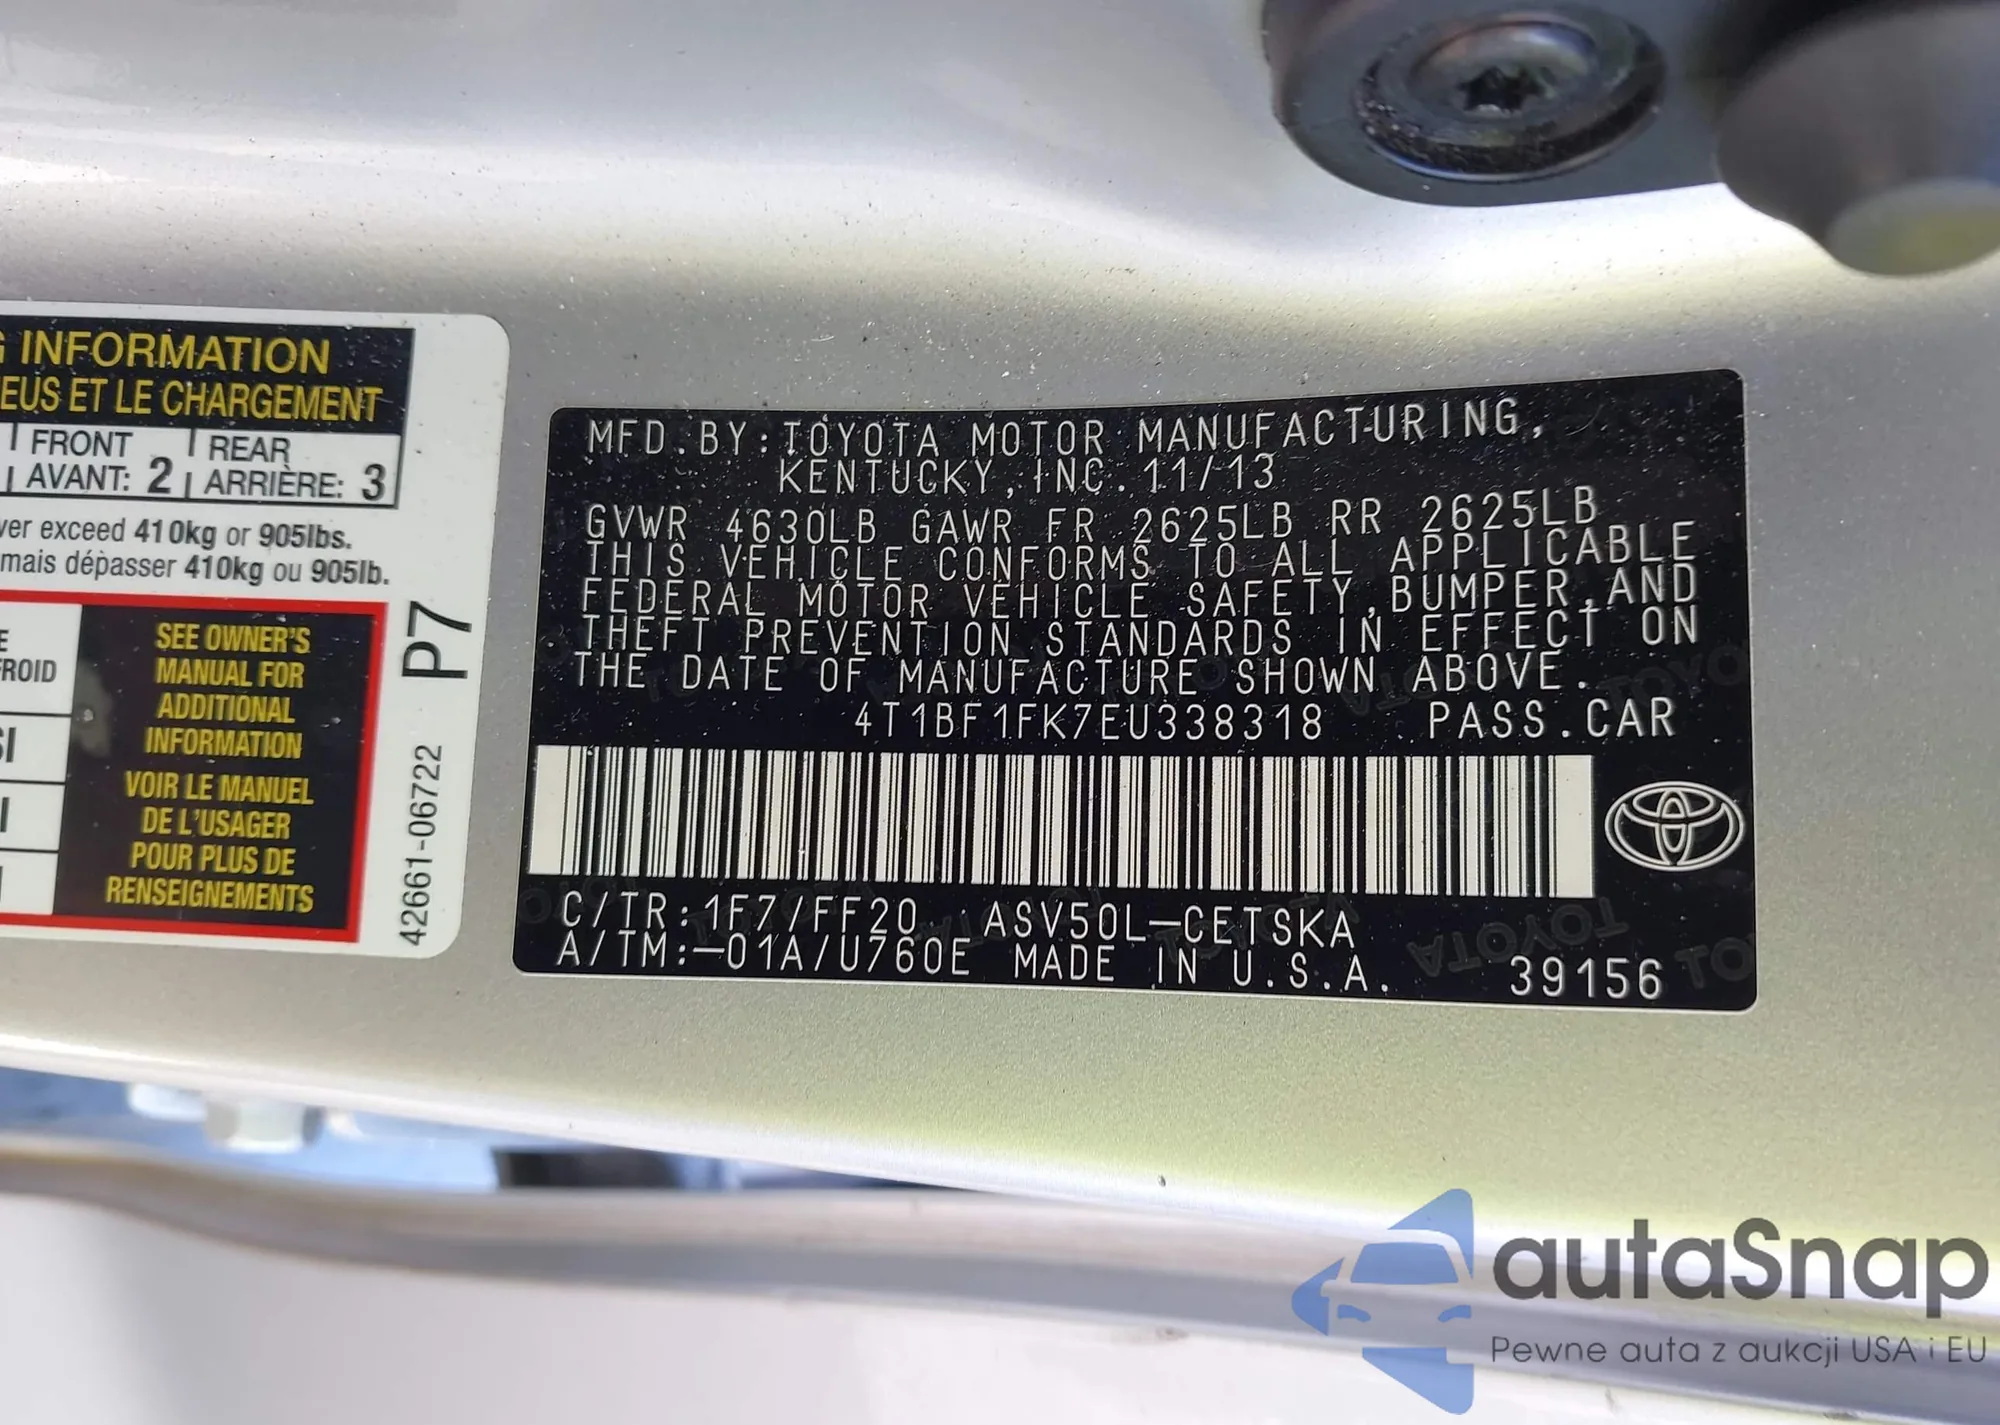 G INFORMATION
EUS ET LE CHARGEMENT
FRONT REAR
AVANT: 2 ARRIÈRE: 3
ver exceed 410kg or 905lbs.
mais dépasser 410kg ou 905lb.
E
FROID
SI
SEE OWNER'S
MANUAL FOR
ADDITIONAL
INFORMATION
VOIR LE MANUEL
DE L'USAGER
POUR PLUS DE
RENSEIGNEMENTS
P7
42661-06722
MFD.BY:TOYOTA MOTOR MANUFACTURING,
KENTUCKY,INC. 11/13
GVWR 4630LB GAWR FR 2625LB RR 2625LB
THIS VEHICLE CONFORMS TO ALL APPLICABLE
FEDERAL MOTOR VEHICLE SAFETY,BUMPER,AND
THEFT PREVENTION STANDARDS IN EFFECT ON
THE DATE OF MANUFACTURE SHOWN ABOVE.
4T1BF1FK7EU338318 PASS.CAR
C/TR:1F7/FF20 ASV50L-CETSKA
A/TM:-01A/U760E MADE IN U.S.A. 39156
autaSnap
Pewne auta z aukcji USA i EU